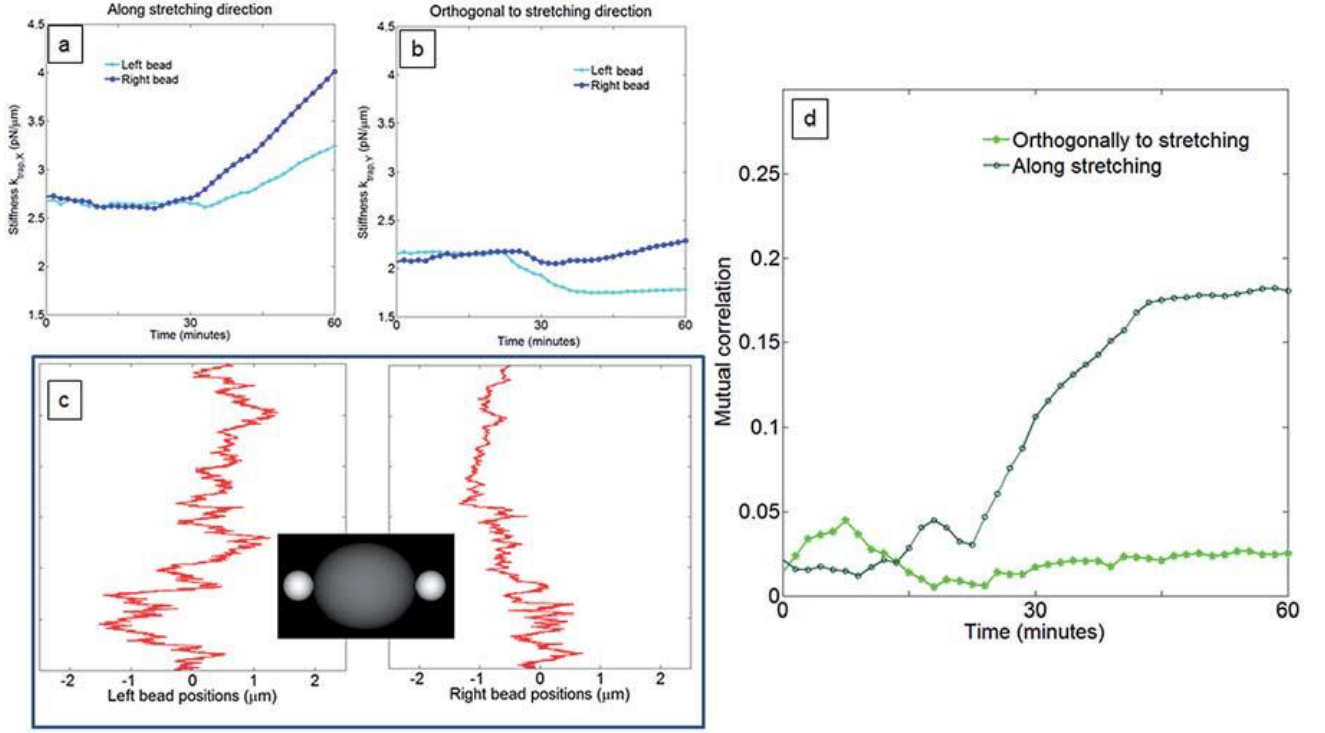 Along stretching direction
a
Left bead
Right bead
Stiffness k_trap,X (pN/μm)
4.5
4
3.5
3
2.5
2
1.5
0
30
60
Time (minutes)
Orthogonal to stretching direction
b
Left bead
Right bead
Stiffness k_trap,Y (pN/μm)
4.5
4
3.5
3
2.5
2
1.5
0
30
60
Time (minutes)
c
-2
-1
0
1
2
Left bead positions (μm)
-2
-1
0
1
2
Right bead positions (μm)
d
Orthogonally to stretching
Along stretching
Mutual correlation
0.25
0.2
0.15
0.1
0.05
0
0
30
60
Time (minutes)